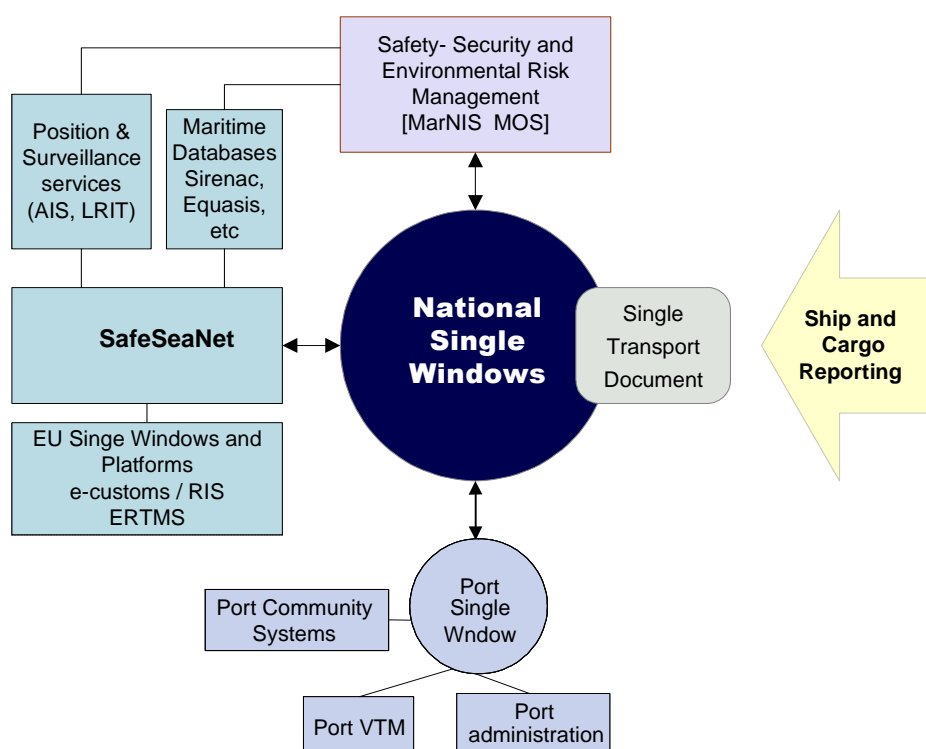 Safety- Security and
Environmental Risk
Management
[MarNIS  MOS]
Position &
Surveillance
services
(AIS, LRIT)
Maritime
Databases
Sirenac,
Equasis,
etc
SafeSeaNet
National
Single
Windows
Single
Transport
Document
Ship and
Cargo
Reporting
EU Singe Windows and
Platforms
e-customs / RIS
ERTMS
Port
Single
Wndow
Port Community
Systems
Port VTM
Port
administration